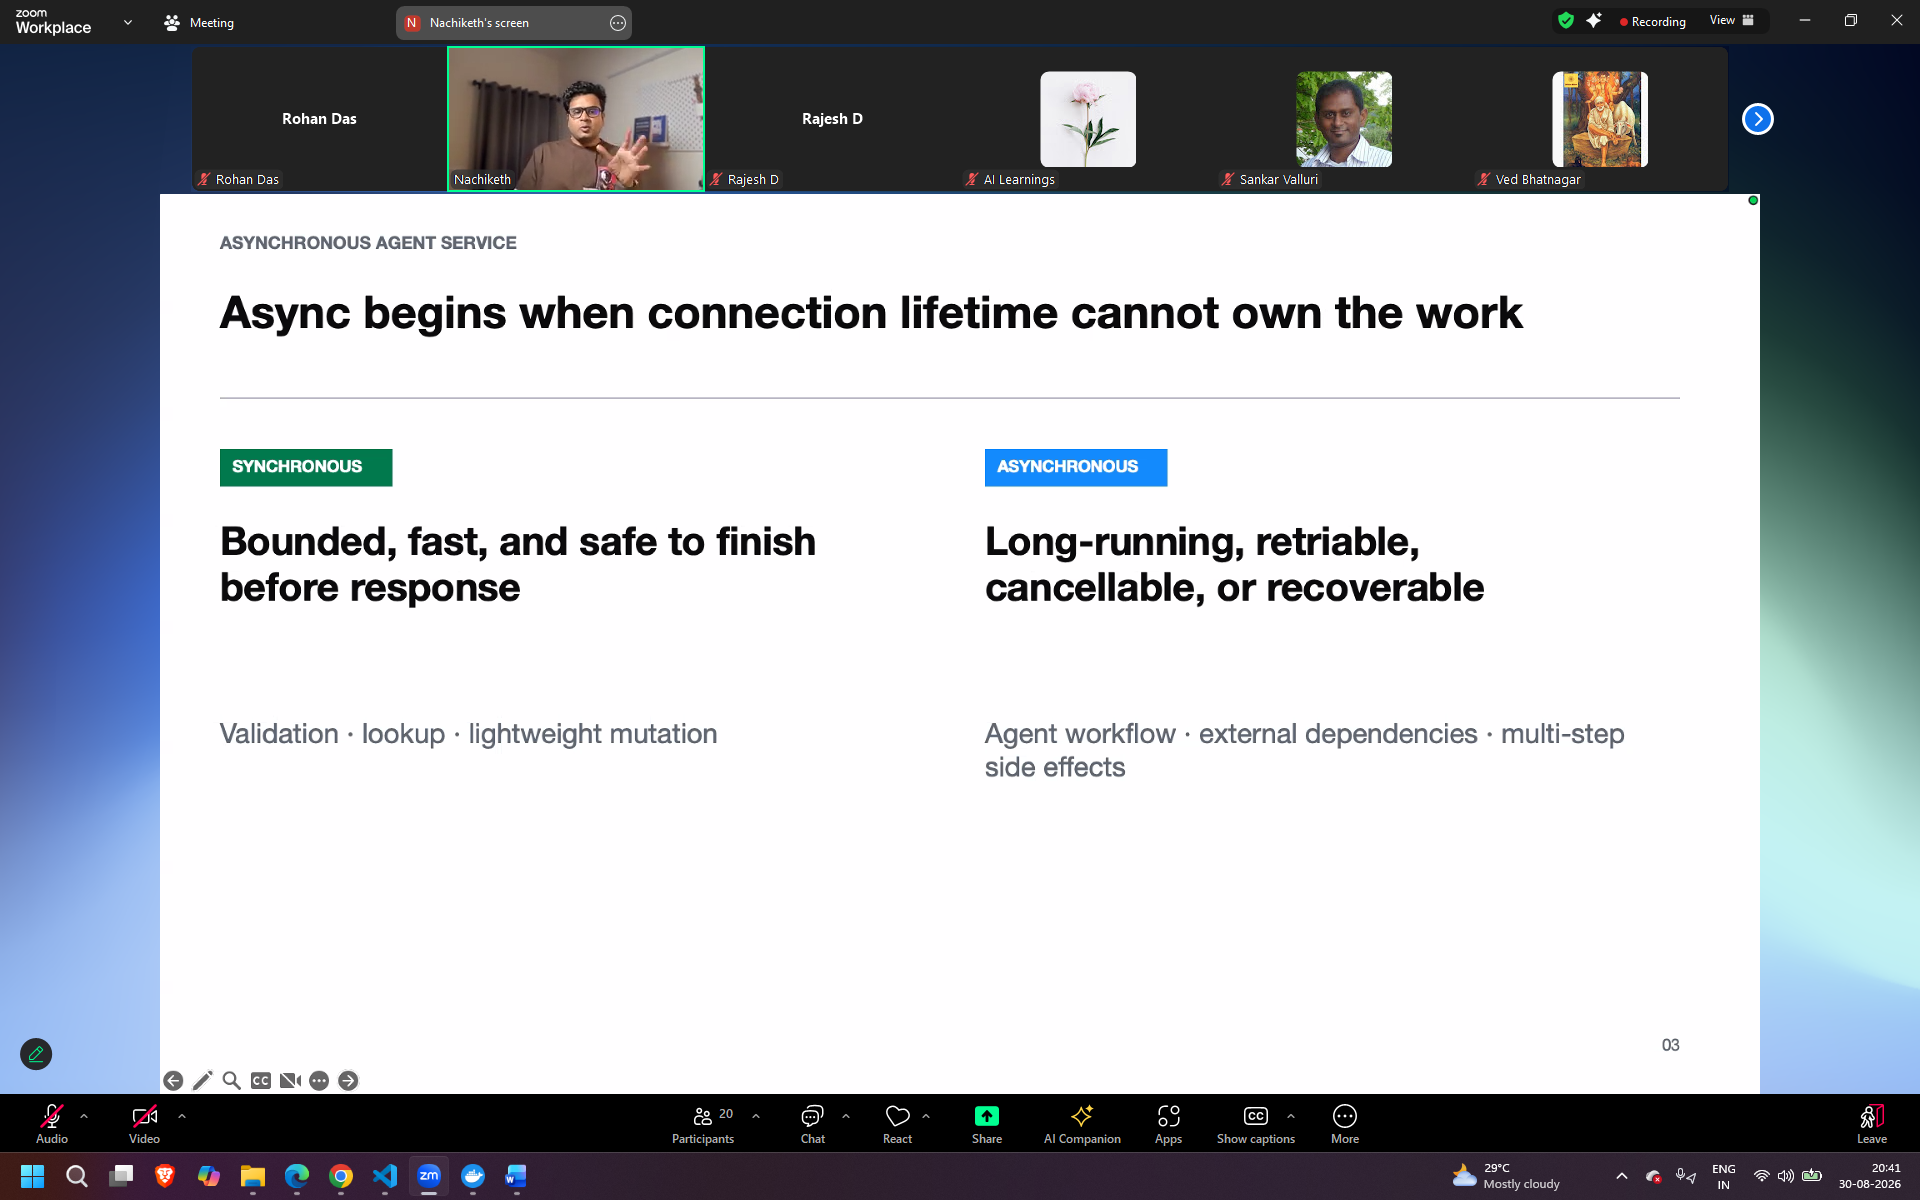 zoom
Workplace
Meeting
N Nachiketh's screen
Recording
View
Rohan Das
Rajesh D
Rohan Das
Nachiketh
Rajesh D
AI Learnings
Sankar Valluri
Ved Bhatnagar
ASYNCHRONOUS AGENT SERVICE
Async begins when connection lifetime cannot own the work
SYNCHRONOUS
Bounded, fast, and safe to finish
before response
Validation · lookup · lightweight mutation
ASYNCHRONOUS
Long-running, retriable,
cancellable, or recoverable
Agent workflow · external dependencies · multi-step
side effects
03
CC
Audio
Video
20
Participants
Chat
React
Share
AI Companion
Apps
CC
Show captions
More
Leave
zm
W
29°C
Mostly cloudy
ENG
IN
20:41
30-08-2026